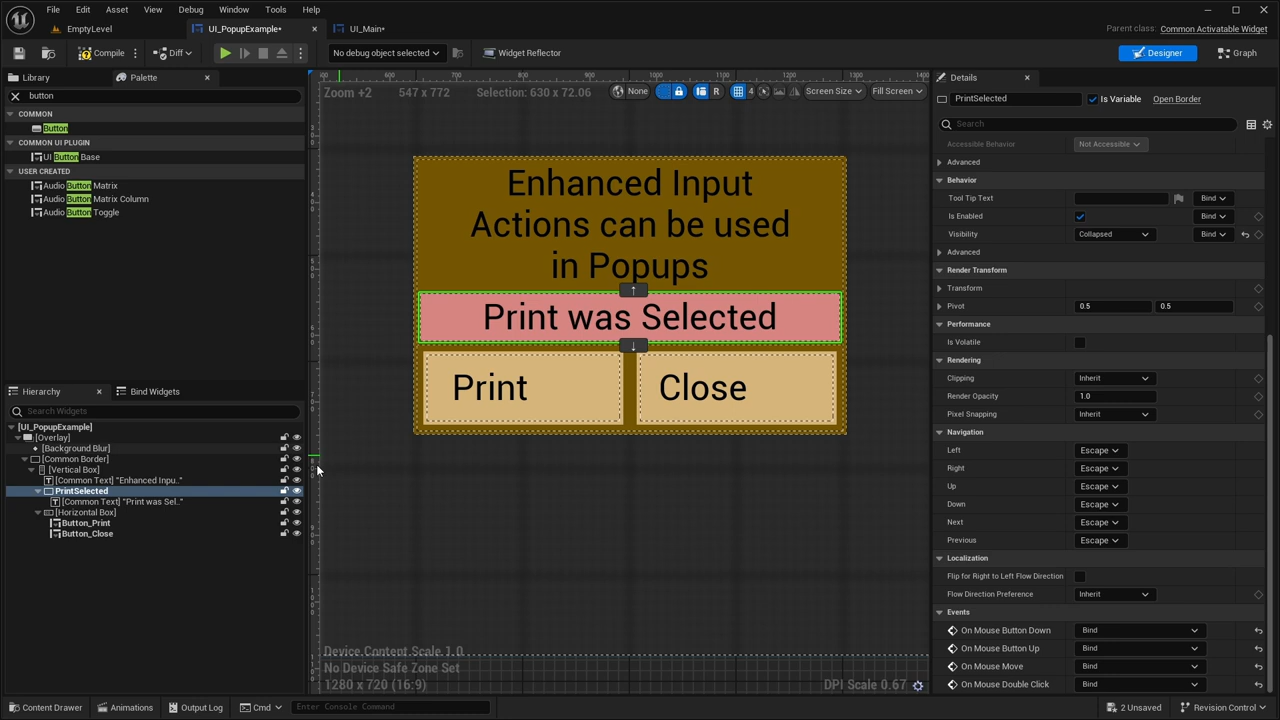 File Edit Asset View Debug Window Tools Help
EmptyLevel
UI_PopupExample*
UI_Main*
Parent class: Common Activatable Widget
Compile
Diff
No debug object selected
Widget Reflector
Designer
Graph
Library
Palette
button
COMMON
Button
COMMON UI PLUGIN
UI Button Base
USER CREATED
Audio Button Matrix
Audio Button Matrix Column
Audio Button Toggle
Hierarchy
Bind Widgets
Search Widgets
[UI_PopupExample]
[Overlay]
[Background Blur]
[Common Border]
[Vertical Box]
[Common Text] "Enhanced Inpu.."
PrintSelected
[Common Text] "Print was Sel.."
[Horizontal Box]
Button_Print
Button_Close
600 700 800 900 1000 1100 1200 1300 1400
Zoom +2
547 x 772
Selection: 630 x 72.06
None
R
4
Screen Size
Fill Screen
Enhanced Input
Actions can be used
in Popups
Print was Selected
Print
Close
Device Content Scale 1.0
No Device Safe Zone Set
1280 x 720 (16:9)
DPI Scale 0.67
Details
PrintSelected
Is Variable
Open Border
Search
Accessible Behavior Not Accessible
Advanced
Behavior
Tool Tip Text Bind
Is Enabled Bind
Visibility Collapsed Bind
Advanced
Render Transform
Transform
Pivot 0.5 0.5
Performance
Is Volatile
Rendering
Clipping Inherit
Render Opacity 1.0
Pixel Snapping Inherit
Navigation
Left Escape
Right Escape
Up Escape
Down Escape
Next Escape
Previous Escape
Localization
Flip for Right to Left Flow Direction
Flow Direction Preference Inherit
Events
On Mouse Button Down Bind
On Mouse Button Up Bind
On Mouse Move Bind
On Mouse Double Click Bind
Content Drawer
Animations
Output Log
Cmd
Enter Console Command
2 Unsaved
Revision Control